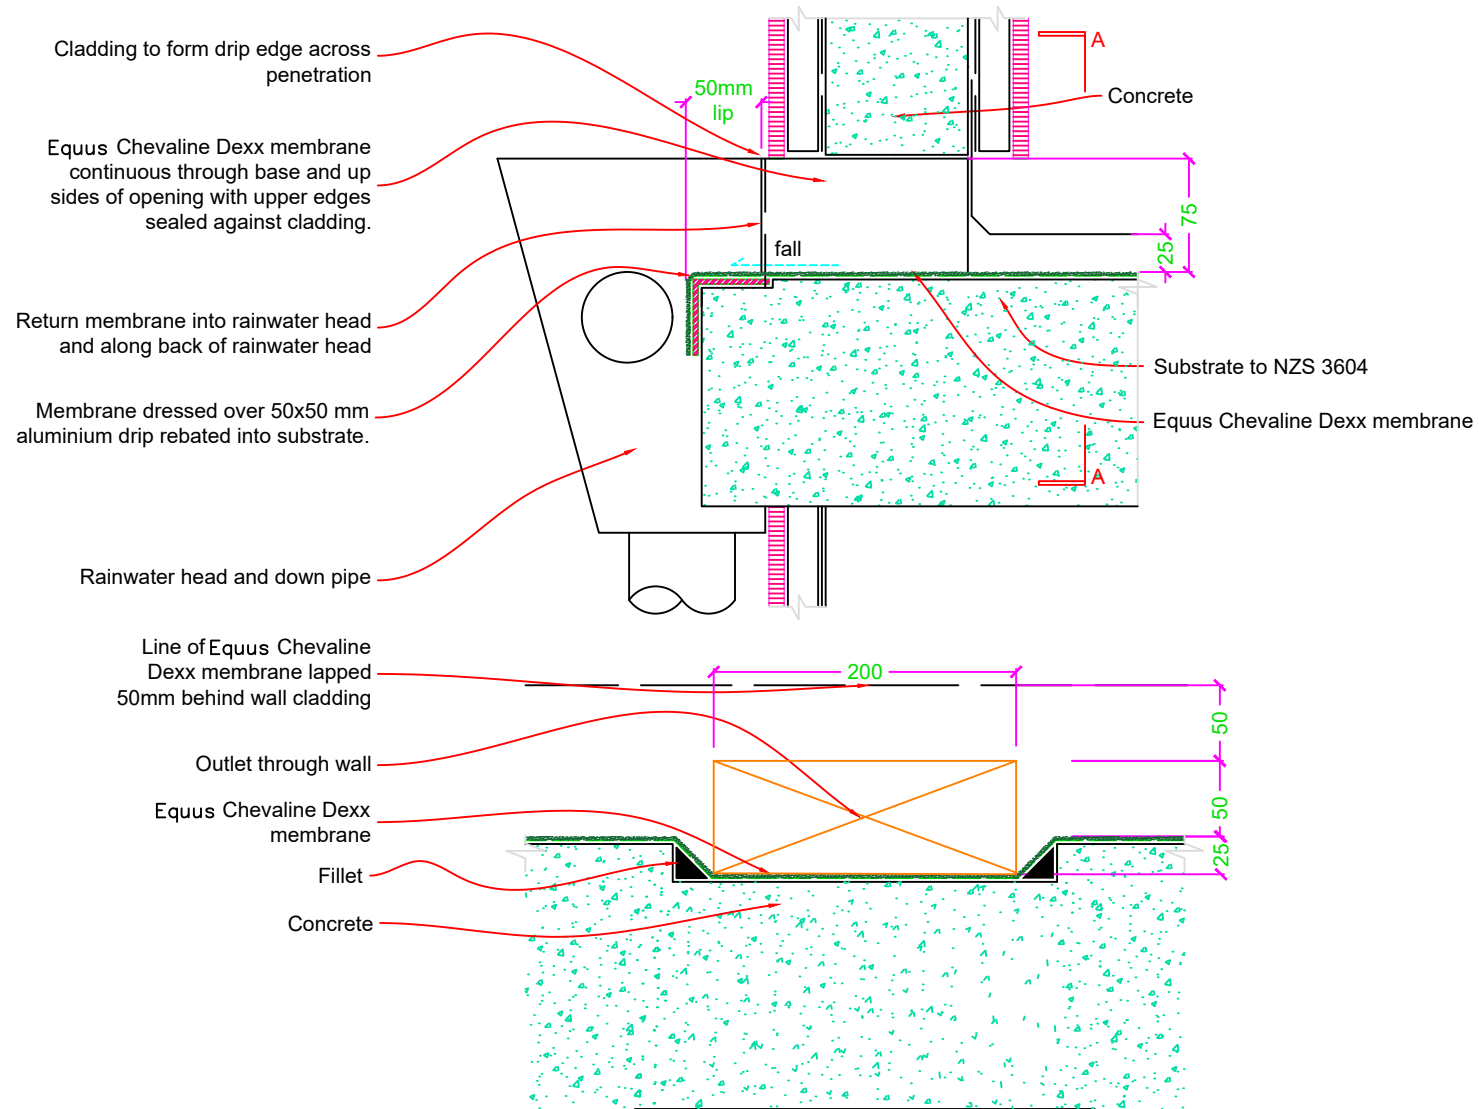 Cladding to form drip edge across
penetration
50mm
lip
A
Concrete
Equus Chevaline Dexx membrane
continuous through base and up
sides of opening with upper edges
sealed against cladding.
75
25
fall
Return membrane into rainwater head
and along back of rainwater head
Substrate to NZS 3604
Membrane dressed over 50x50 mm
aluminium drip rebated into substrate.
Equus Chevaline Dexx membrane
A
Rainwater head and down pipe
Line of Equus Chevaline
Dexx membrane lapped
50mm behind wall cladding
200
50
Outlet through wall
Equus Chevaline Dexx
membrane
50
25
Fillet
Concrete